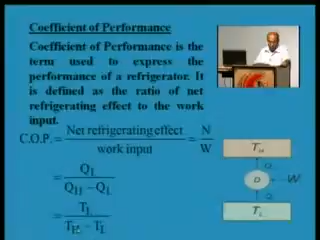 Coefficient of Performance
Coefficient of Performance is the
term used to express the
performance of a refrigerator. It
is defined as the ratio of net
refrigerating effect to the work
input.
C.O.P. = Net refrigerating effect / work input = N / W
= Q_L / Q_H − Q_L
= T_L / T_H − T_L
T_H
Q
W
Q
T_L